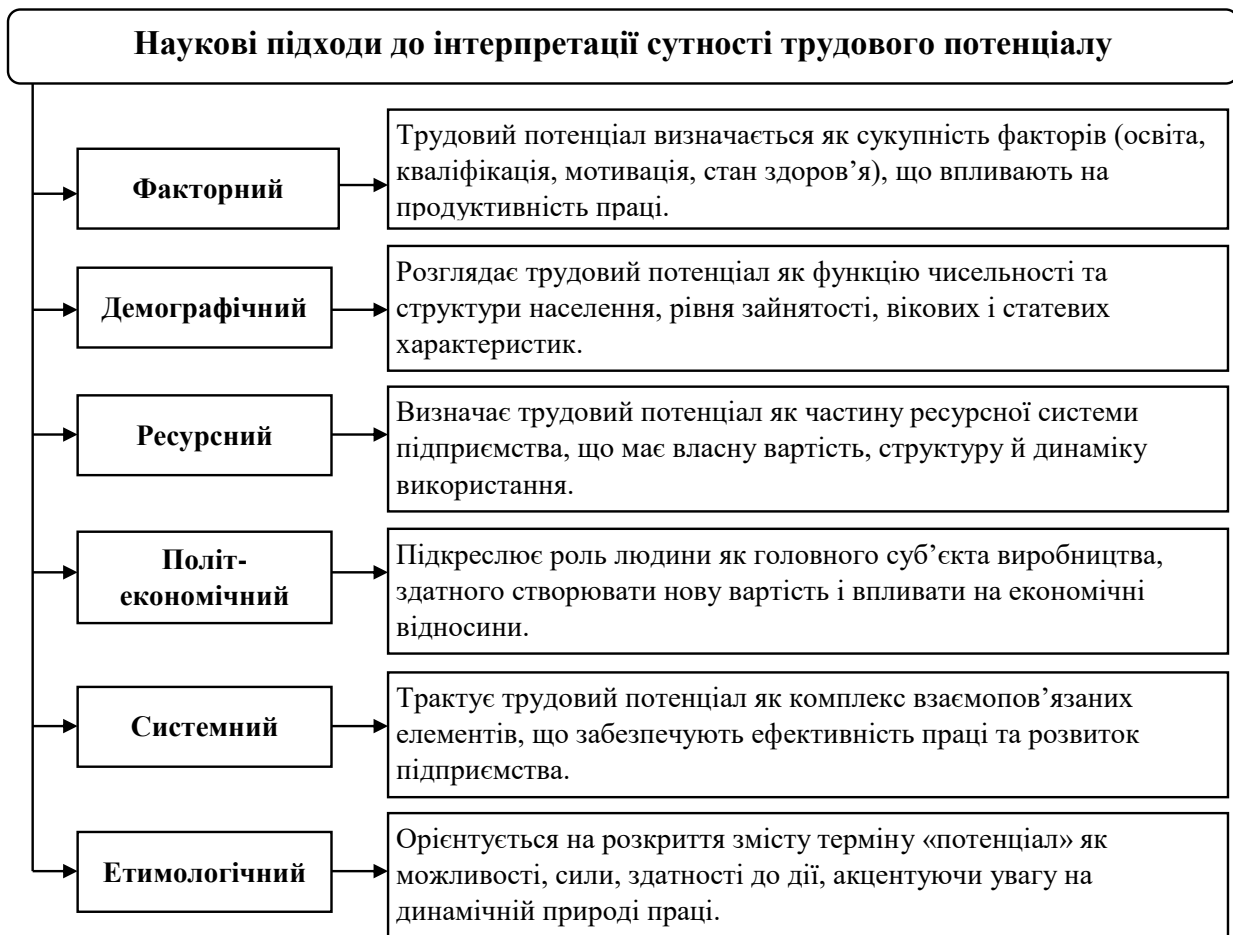 Наукові підходи до інтерпретації сутності трудового потенціалу
Факторний
Трудовий потенціал визначається як сукупність факторів (освіта,
кваліфікація, мотивація, стан здоров’я), що впливають на
продуктивність праці.
Демографічний
Розглядає трудовий потенціал як функцію чисельності та
структури населення, рівня зайнятості, вікових і статевих
характеристик.
Ресурсний
Визначає трудовий потенціал як частину ресурсної системи
підприємства, що має власну вартість, структуру й динаміку
використання.
Політ-
економічний
Підкреслює роль людини як головного суб’єкта виробництва,
здатного створювати нову вартість і впливати на економічні
відносини.
Системний
Трактує трудовий потенціал як комплекс взаємопов’язаних
елементів, що забезпечують ефективність праці та розвиток
підприємства.
Етимологічний
Орієнтується на розкриття змісту терміну «потенціал» як
можливості, сили, здатності до дії, акцентуючи увагу на
динамічній природі праці.